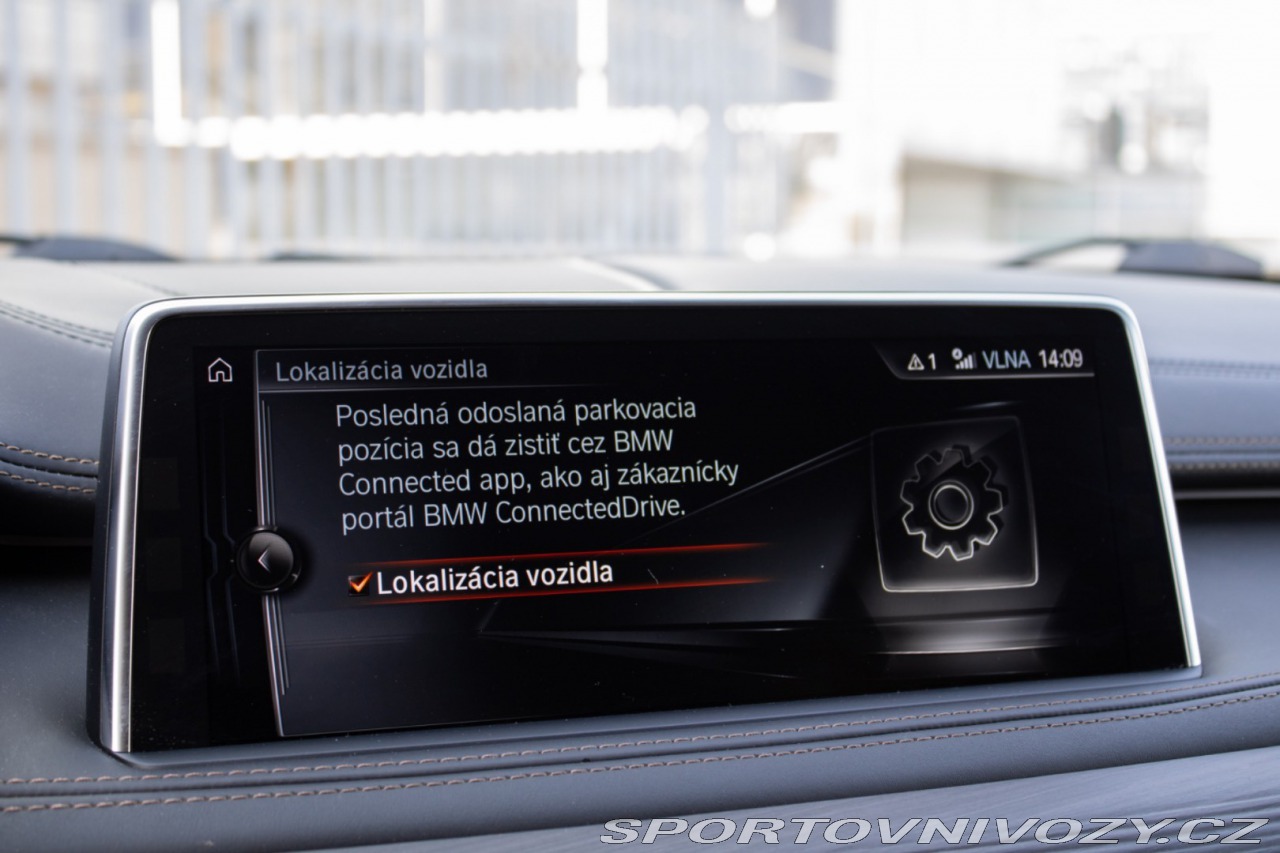 Lokalizácia vozidla
1 VLNA 14:09
Posledná odoslaná parkovacia
pozícia sa dá zistiť cez BMW
Connected app, ako aj zákaznícky
portál BMW ConnectedDrive.
Lokalizácia vozidla
SPORTOVNIVOZY.CZ